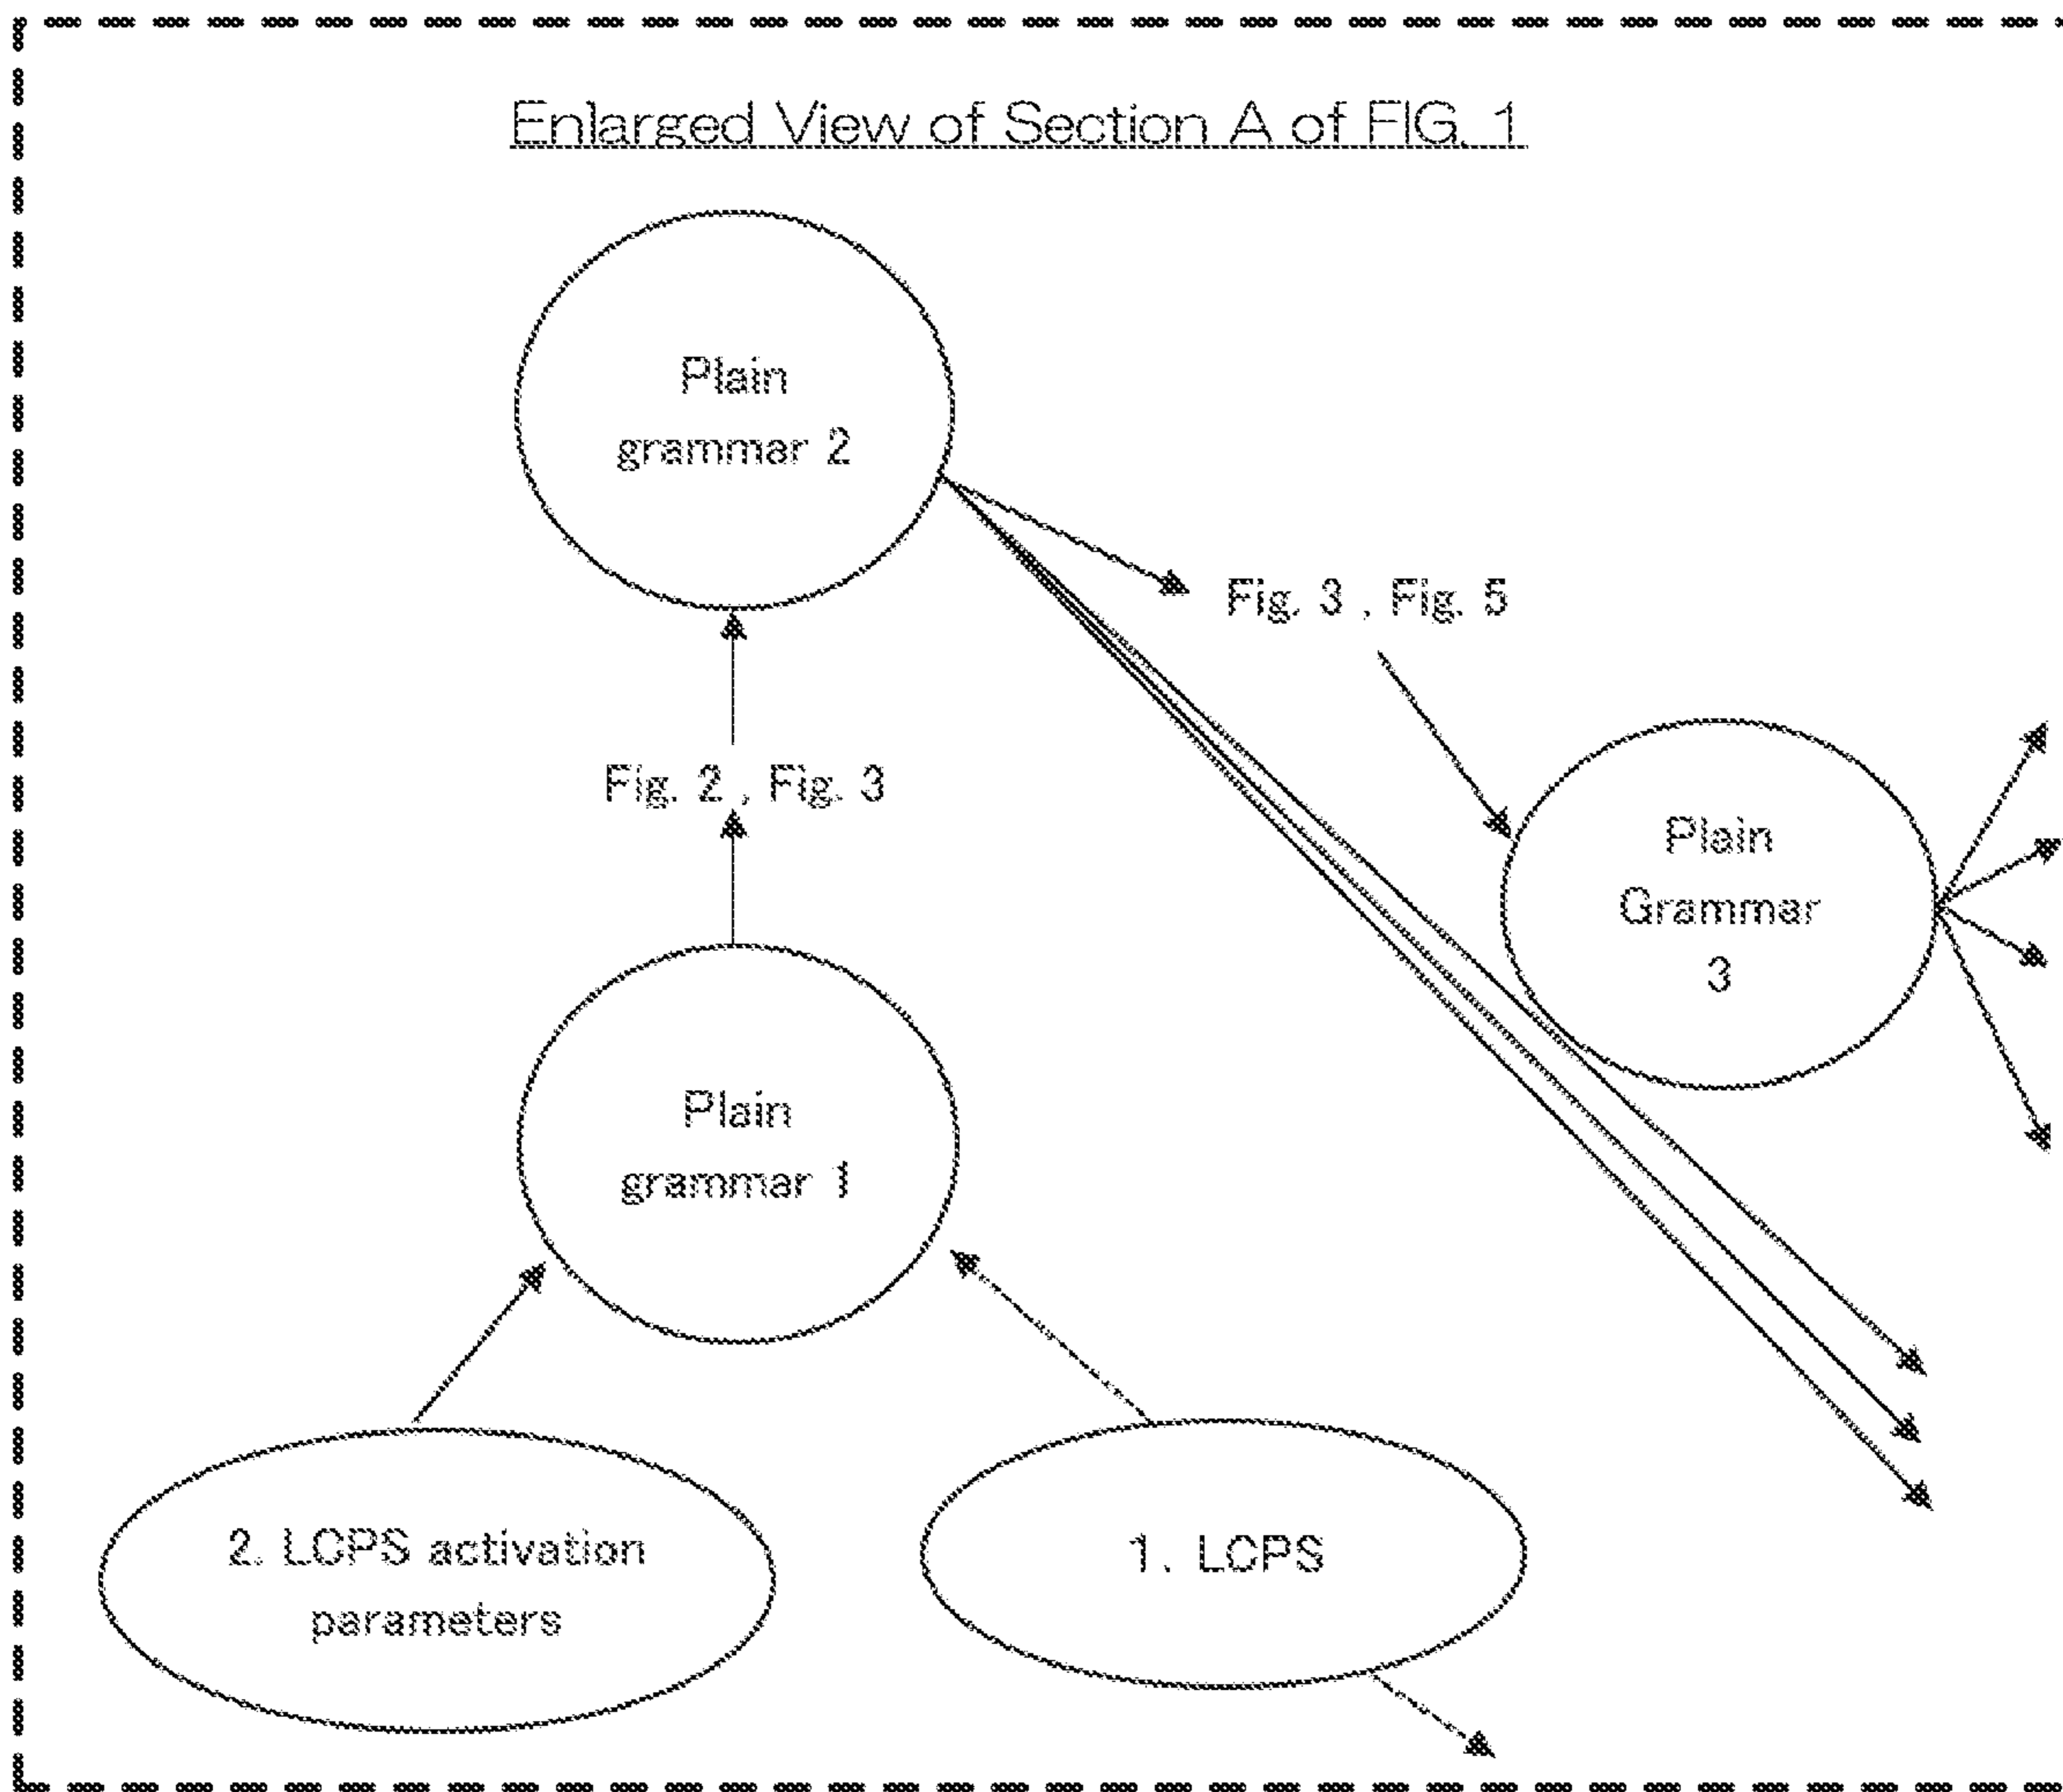 Enlarged View of Section A of FIG. 1
Plain
grammar 2
Fig. 3 , Fig. 5
Fig. 2 , Fig. 3
Plain
Grammar
3
Plain
grammar 1
2. LCPS activation
parameters
1. LCPS